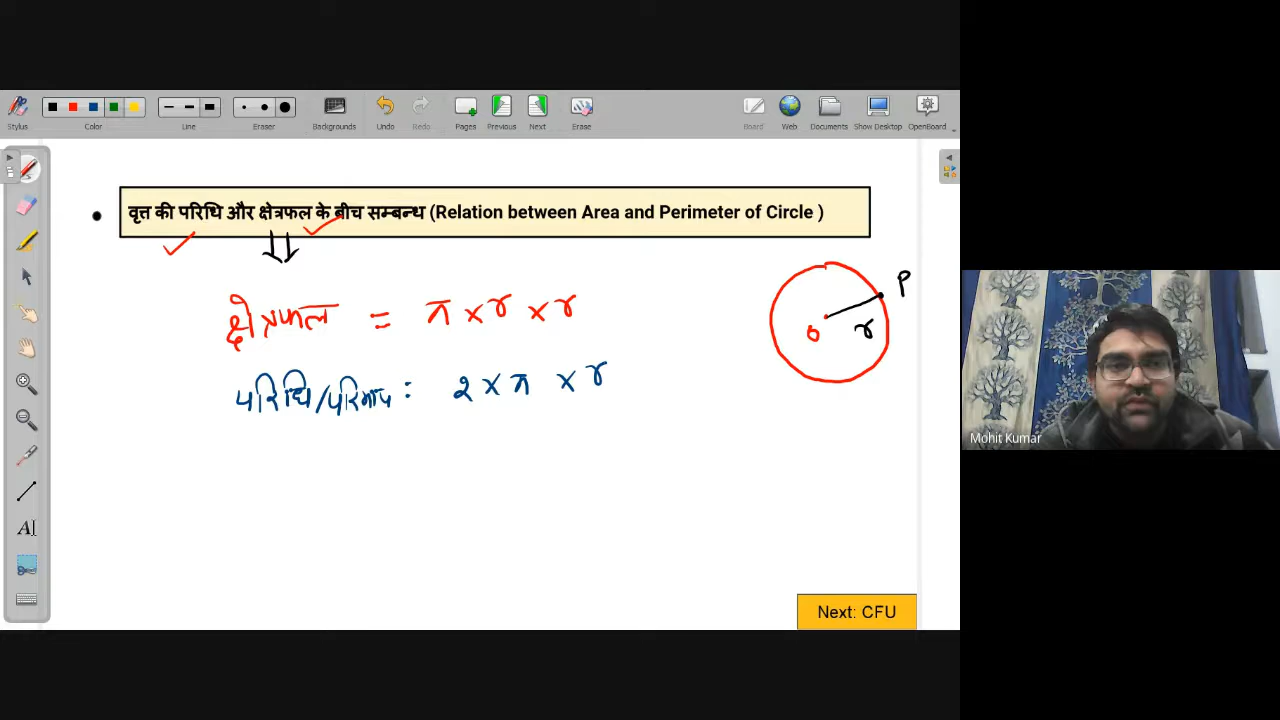 Stylus Color Line Eraser Backgrounds Undo Redo Pages Previous Next Erase Board Web Documents Show Desktop OpenBoard
• वृत्त की परिधि और क्षेत्रफल के बीच सम्बन्ध (Relation between Area and Perimeter of Circle )
क्षेत्रफल = π × r × r
परिधि/परिमाप : 2 × π × r
P
O r
AI
Mohit Kumar
Next: CFU